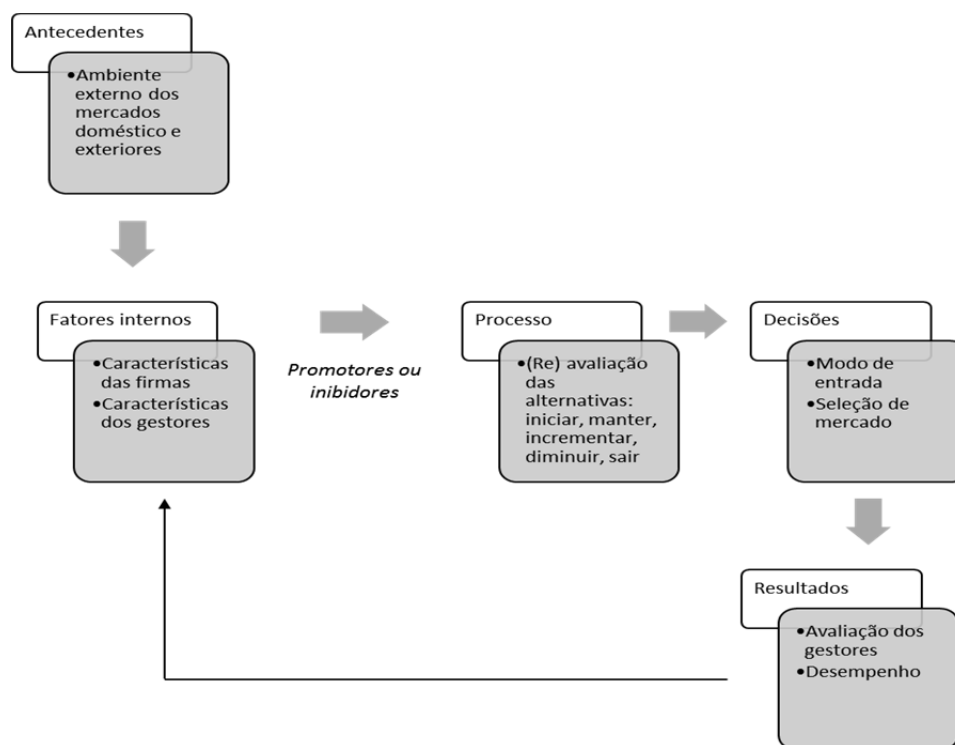 Antecedentes
•Ambiente
externo dos
mercados
doméstico e
exteriores
Fatores internos
•Características
das firmas
•Características
dos gestores
Promotores ou
inibidores
Processo
•(Re) avaliação
das
alternativas:
iniciar, manter,
incrementar,
diminuir, sair
Decisões
•Modo de
entrada
•Seleção de
mercado
Resultados
•Avaliação dos
gestores
•Desempenho